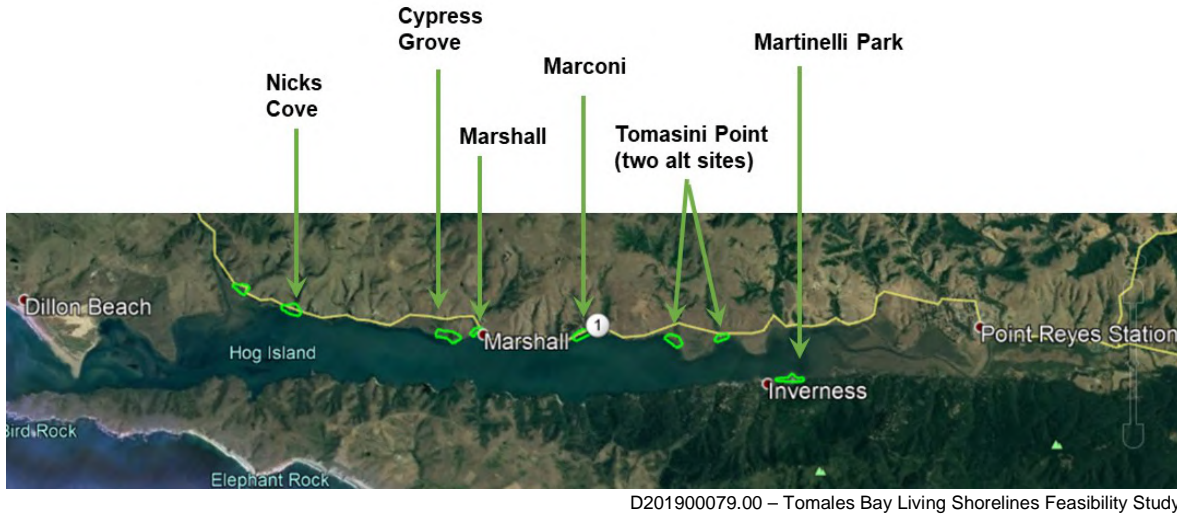 Cypress
Grove
Martinelli Park
Marconi
Nicks
Cove
Marshall
Tomasini Point
(two alt sites)
Dillon Beach
Hog Island
Marshall
1
Point Reyes Station
Inverness
Bird Rock
Elephant Rock
D201900079.00 – Tomales Bay Living Shorelines Feasibility Study